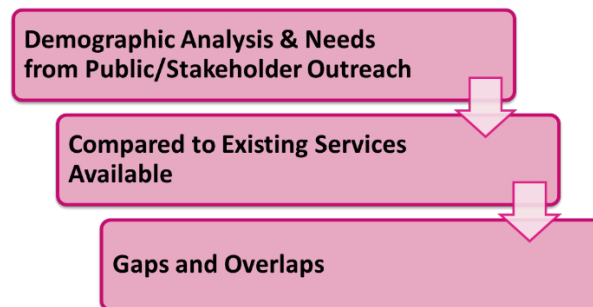 Demographic Analysis & Needs
from Public/Stakeholder Outreach
Compared to Existing Services
Available
Gaps and Overlaps